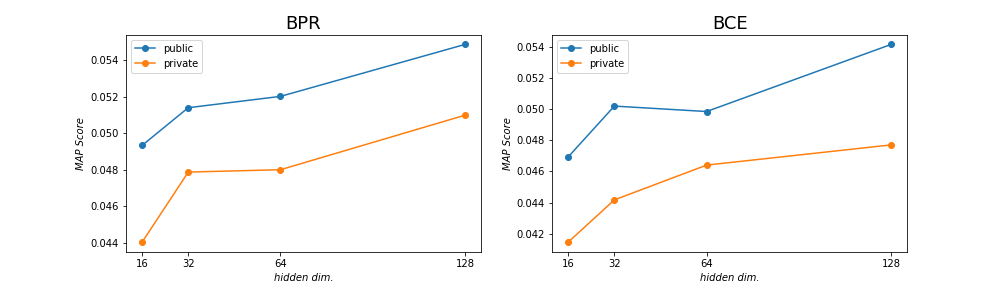 BPR
public
private
MAP Score
0.054
0.052
0.050
0.048
0.046
0.044
16
32
64
128
hidden dim.
BCE
public
private
MAP Score
0.054
0.052
0.050
0.048
0.046
0.044
0.042
16
32
64
128
hidden dim.